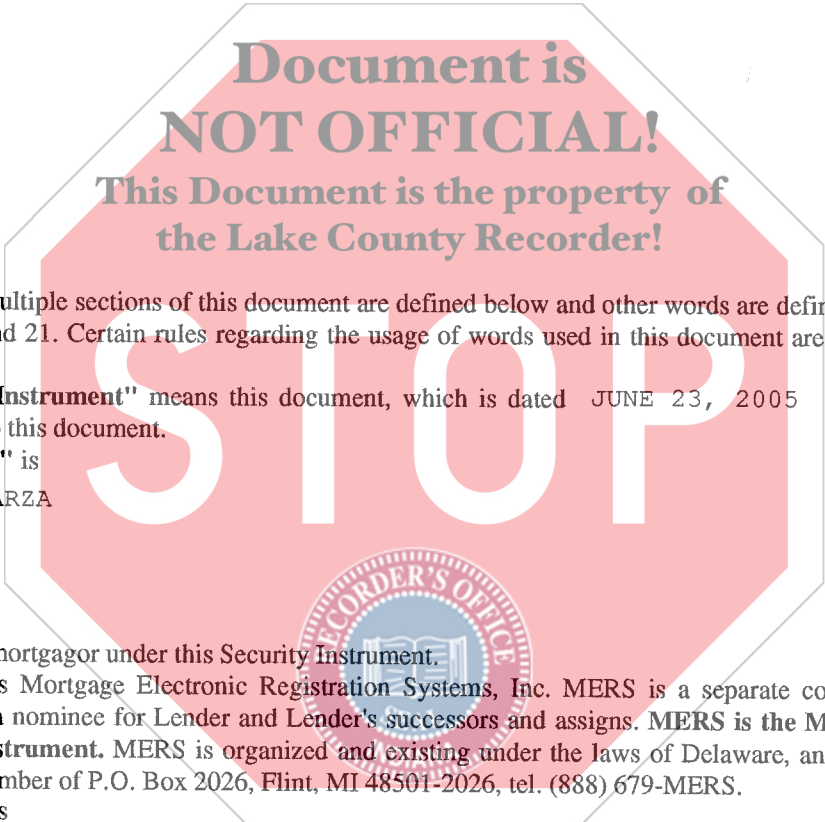 Document is
NOT OFFICIAL!
This Document is the property of
the Lake County Recorder!
ultiple sections of this document are defined below and other words are defin
d 21. Certain rules regarding the usage of words used in this document are
STOP
Instrument" means this document, which is dated JUNE 23, 2005
this document.
" is
ARZA
RECORDER'S OFFICE
mortgagor under this Security Instrument.
s Mortgage Electronic Registration Systems, Inc. MERS is a separate co
nominee for Lender and Lender's successors and assigns. MERS is the M
strument. MERS is organized and existing under the laws of Delaware, an
mber of P.O. Box 2026, Flint, MI 48501-2026, tel. (888) 679-MERS.
s